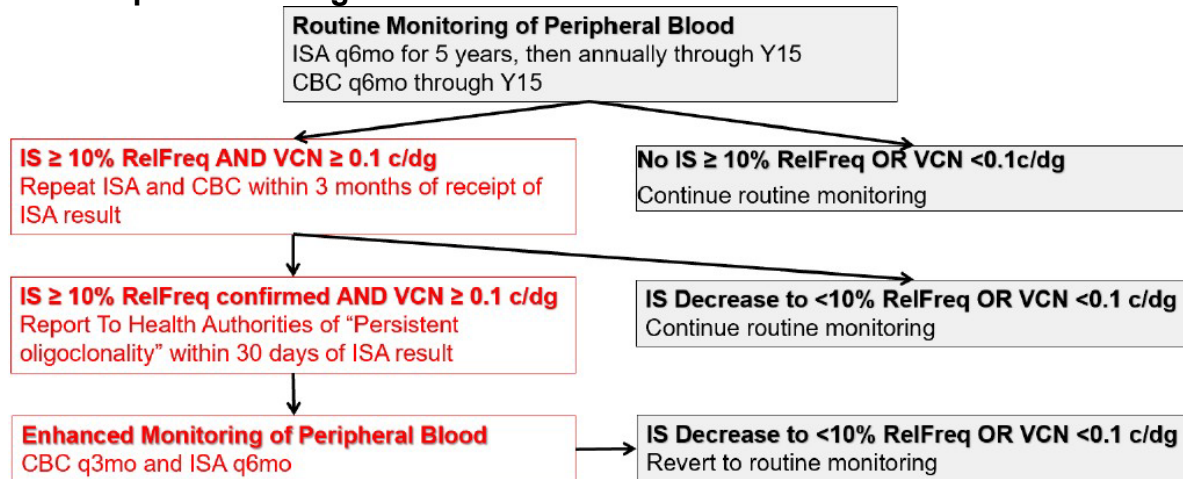 Routine Monitoring of Peripheral Blood
ISA q6mo for 5 years, then annually through Y15
CBC q6mo through Y15
IS ≥ 10% RelFreq AND VCN ≥ 0.1 c/dg
Repeat ISA and CBC within 3 months of receipt of
ISA result
No IS ≥ 10% RelFreq OR VCN <0.1c/dg
Continue routine monitoring
IS ≥ 10% RelFreq confirmed AND VCN ≥ 0.1 c/dg
Report To Health Authorities of “Persistent
oligoclonality” within 30 days of ISA result
IS Decrease to <10% RelFreq OR VCN <0.1 c/dg
Continue routine monitoring
Enhanced Monitoring of Peripheral Blood
CBC q3mo and ISA q6mo
IS Decrease to <10% RelFreq OR VCN <0.1 c/dg
Revert to routine monitoring